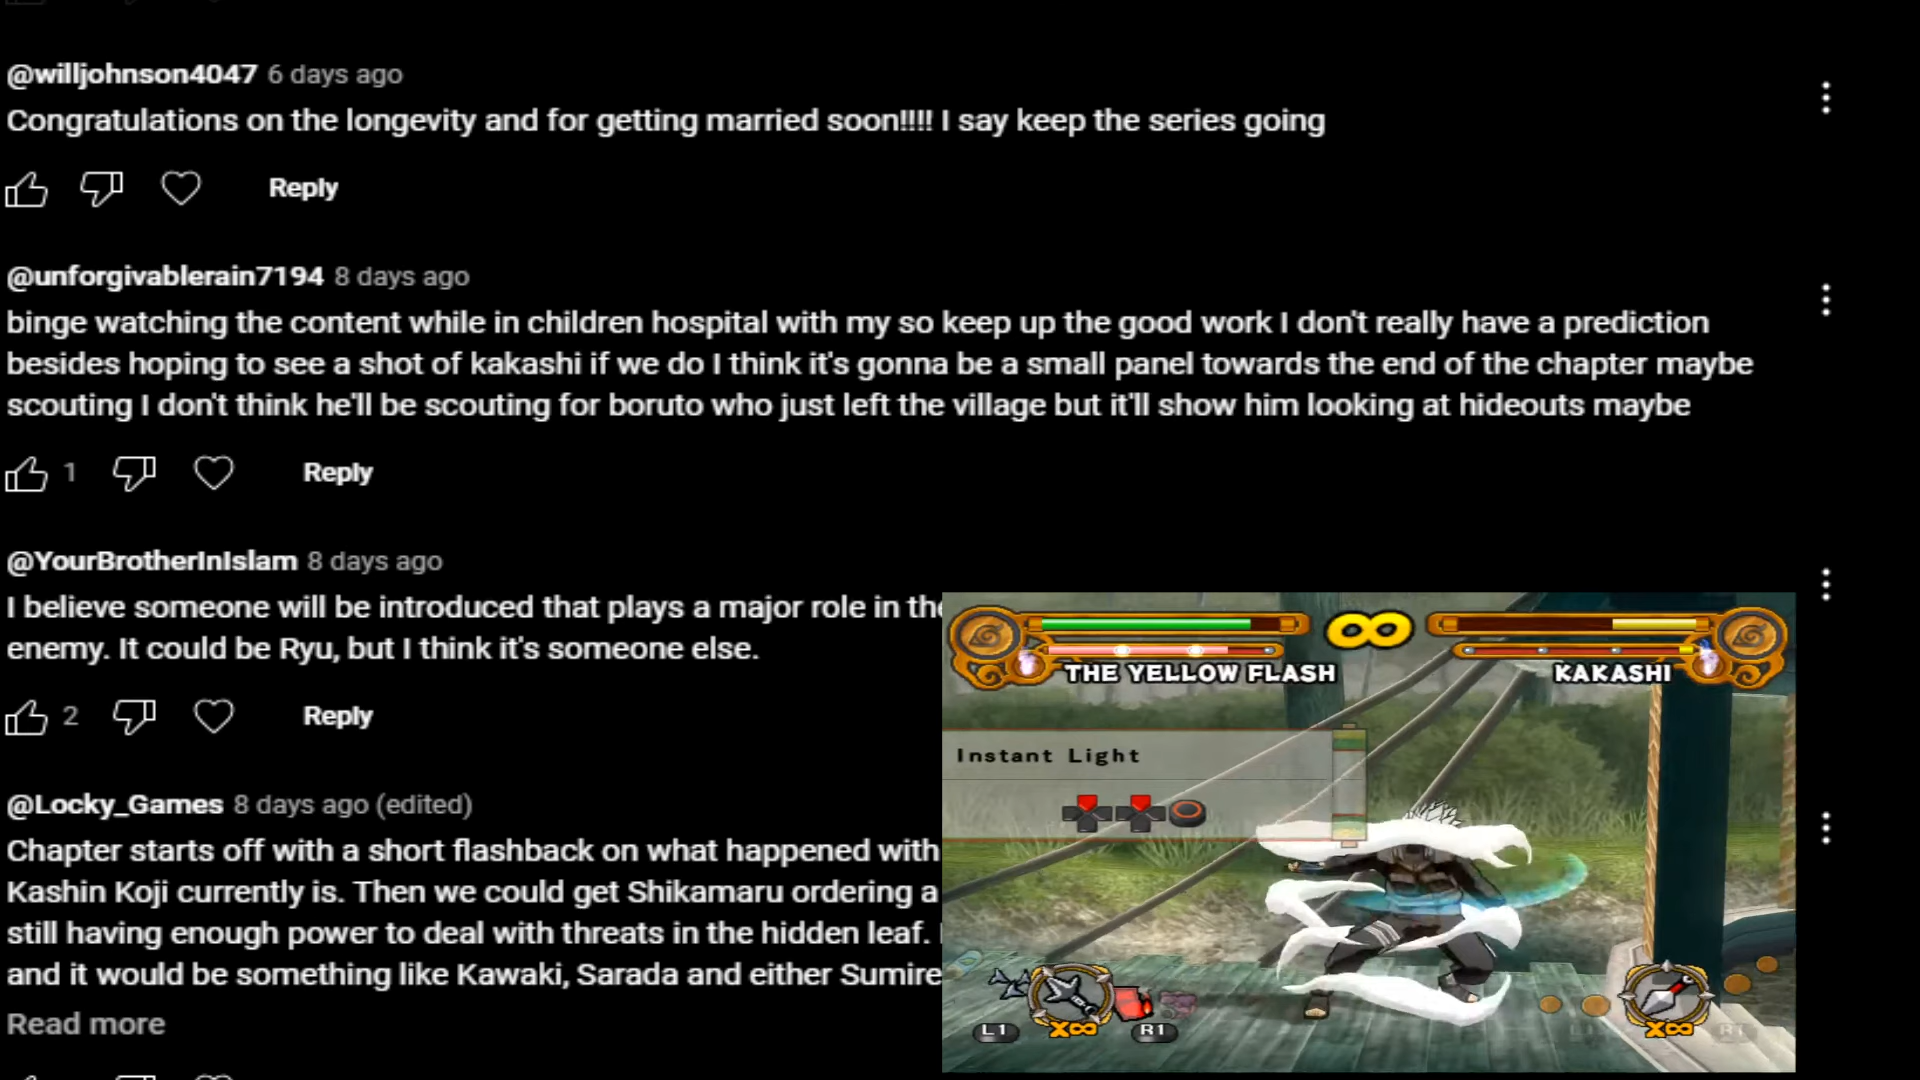 @willjohnson4047 6 days ago
Congratulations on the longevity and for getting married soon!!!! I say keep the series going
Reply
@unforgivablerain7194 8 days ago
binge watching the content while in children hospital with my so keep up the good work I don't really have a prediction
besides hoping to see a shot of kakashi if we do I think it's gonna be a small panel towards the end of the chapter maybe
scouting I don't think he'll be scouting for boruto who just left the village but it'll show him looking at hideouts maybe
1 Reply
@YourBrotherInIslam 8 days ago
I believe someone will be introduced that plays a major role in the
enemy. It could be Ryu, but I think it's someone else.
2 Reply
@Locky_Games 8 days ago (edited)
Chapter starts off with a short flashback on what happened with
Kashin Koji currently is. Then we could get Shikamaru ordering a
still having enough power to deal with threats in the hidden leaf.
and it would be something like Kawaki, Sarada and either Sumire
Read more
THE YELLOW FLASH KAKASHI
Instant Light
L1 X∞ R1 X∞ R1